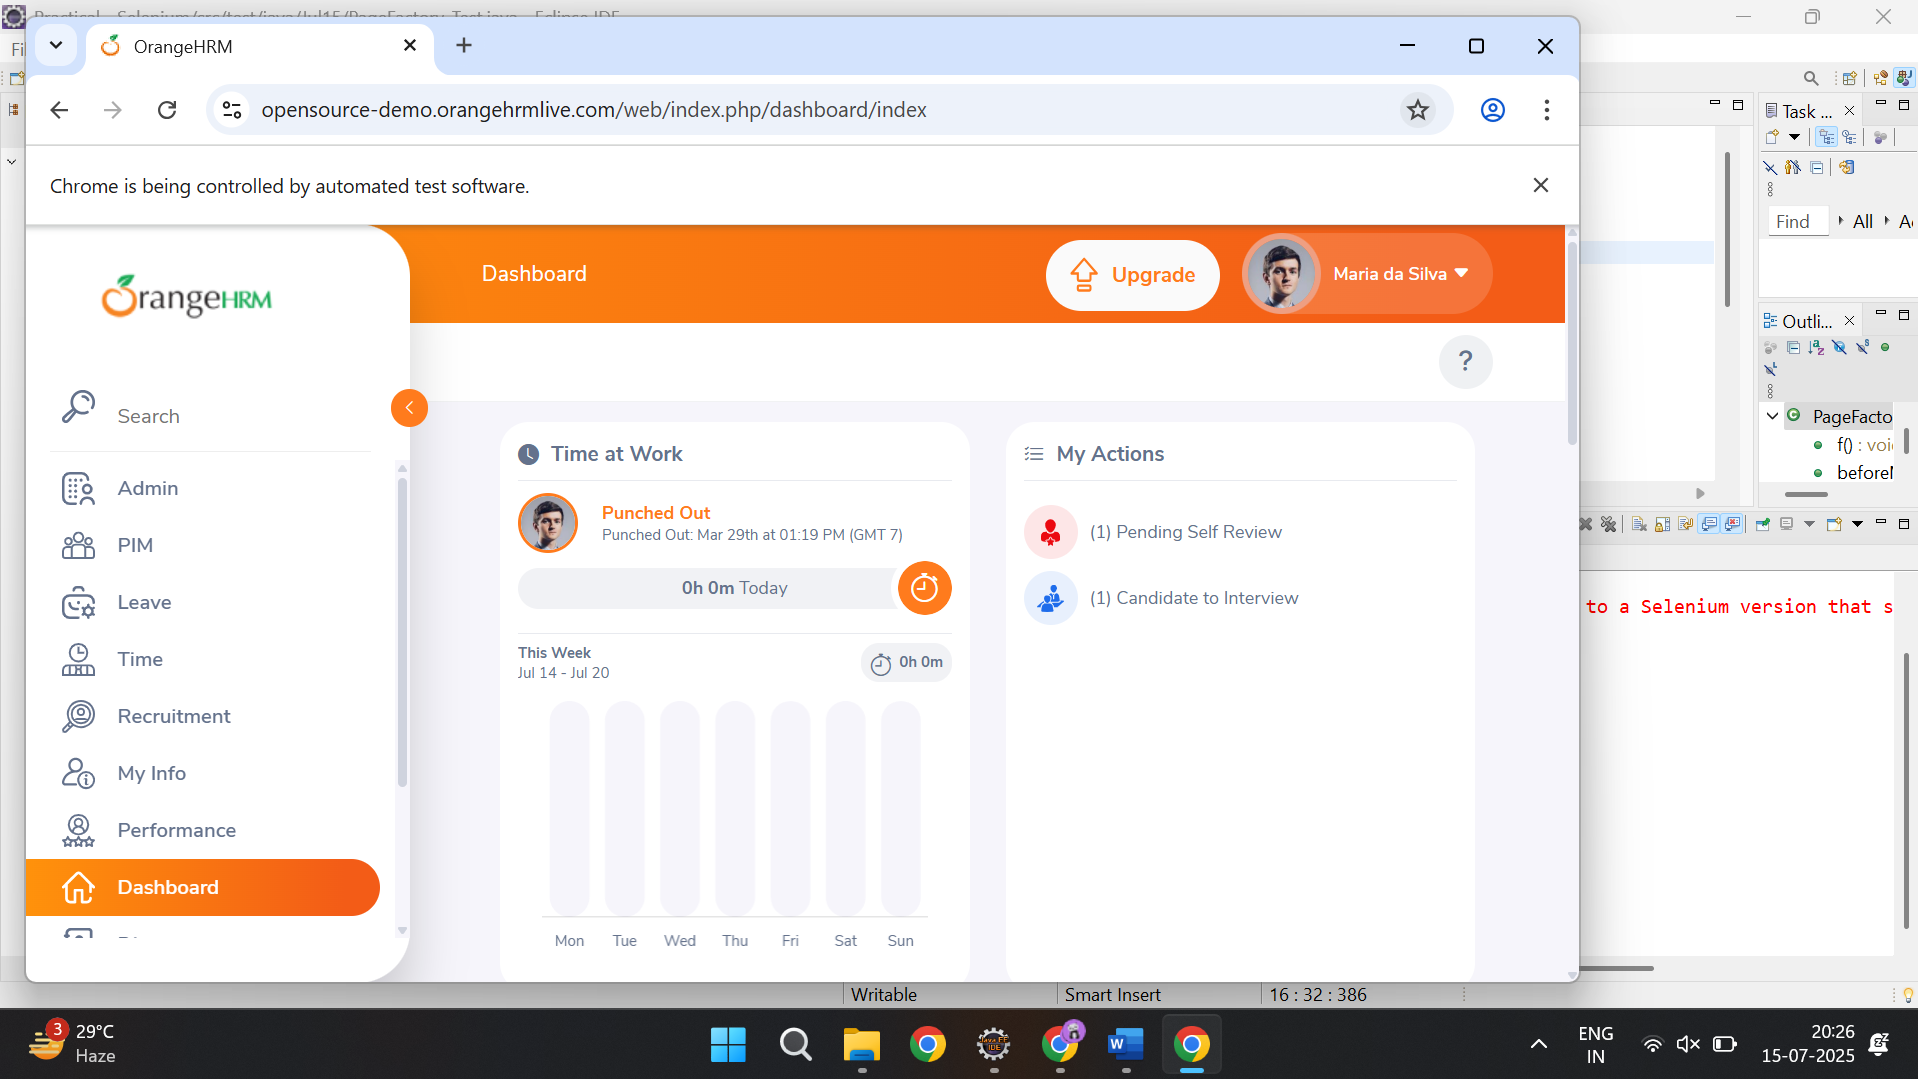 OrangeHRM
opensource-demo.orangehrmlive.com/web/index.php/dashboard/index
Chrome is being controlled by automated test software.
OrangeHRM
Dashboard
Upgrade
Maria da Silva
?
Search
Admin
PIM
Leave
Time
Recruitment
My Info
Performance
Dashboard
Time at Work
Punched Out
Punched Out: Mar 29th at 01:19 PM (GMT 7)
0h 0m Today
This Week
Jul 14 - Jul 20
0h 0m
Mon Tue Wed Thu Fri Sat Sun
My Actions
(1) Pending Self Review
(1) Candidate to Interview
Task ...
Find
All
Outli...
PageFacto
f() : voi
to a Selenium version that s
Writable
Smart Insert
16 : 32 : 386
3
29°C
Haze
ENG
IN
20:26
15-07-2025